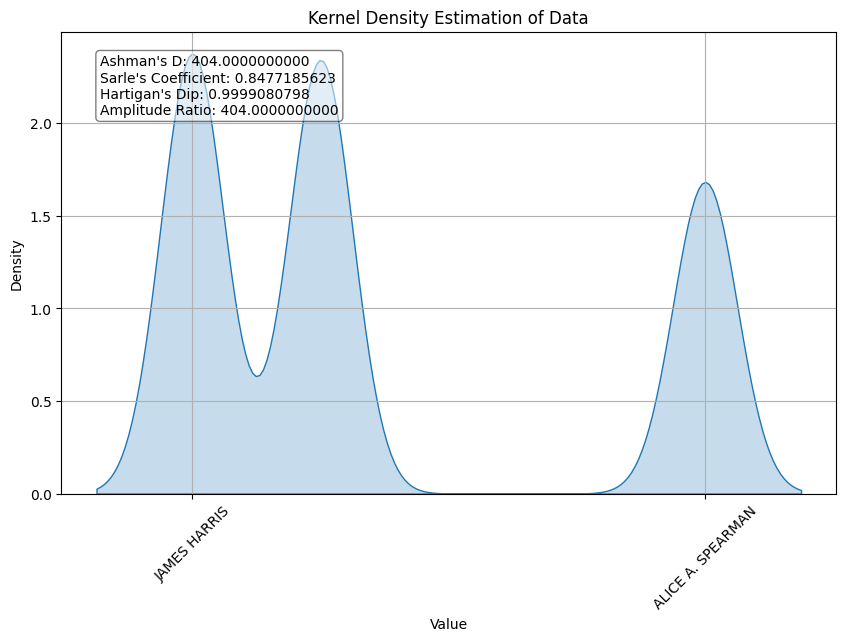 Kernel Density Estimation of Data
Ashman's D: 404.0000000000
Sarle's Coefficient: 0.8477185623
Hartigan's Dip: 0.9999080798
Amplitude Ratio: 404.0000000000
Density
2.0
1.5
1.0
0.5
0.0
JAMES HARRIS
ALICE A. SPEARMAN
Value